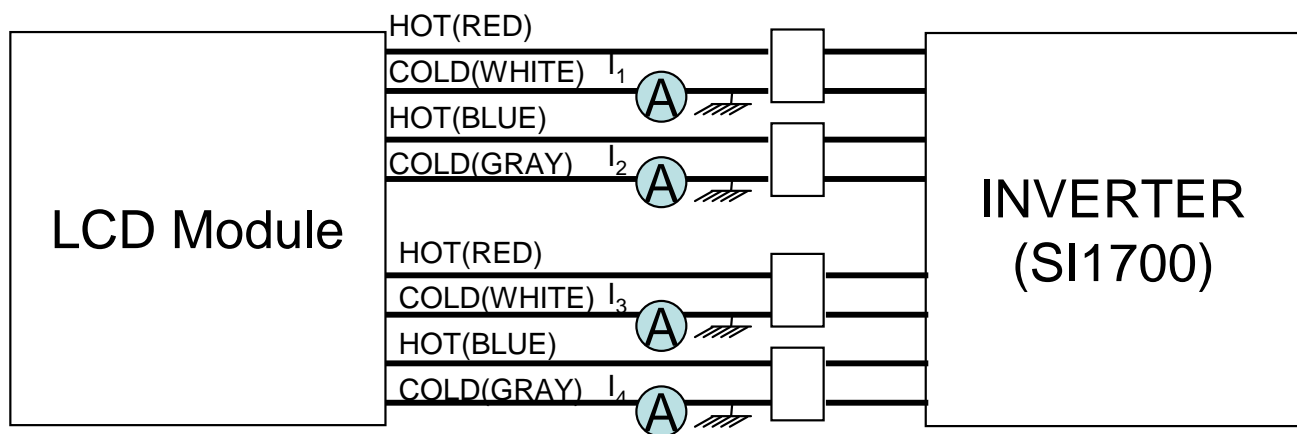 HOT(RED)
COLD(WHITE) I1
A
HOT(BLUE)
COLD(GRAY) I2
A
LCD Module
INVERTER
(SI1700)
HOT(RED)
COLD(WHITE) I3
A
HOT(BLUE)
COLD(GRAY) I4
A